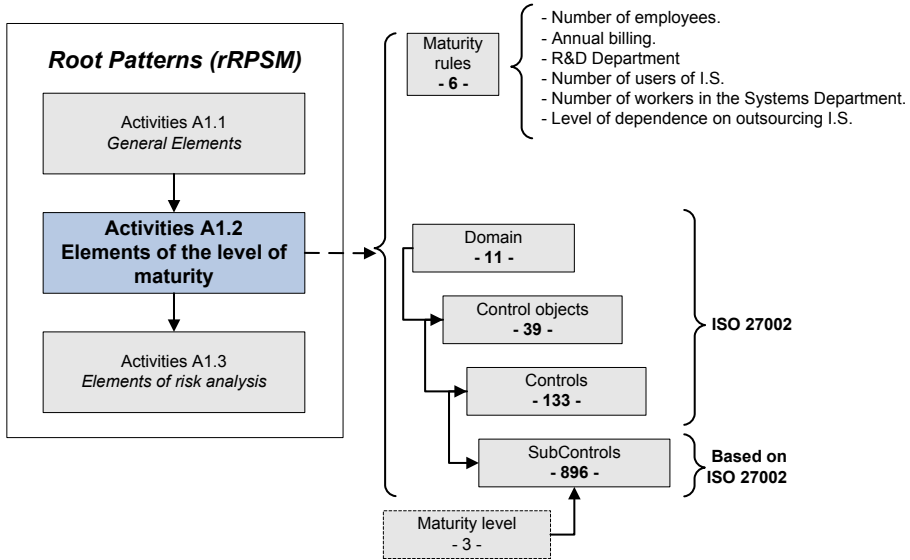 Root Patterns (rRPSM)
Activities A1.1
General Elements
Activities A1.2
Elements of the level of
maturity
Activities A1.3
Elements of risk analysis
Maturity
rules
- 6 -
- Number of employees.
- Annual billing.
- R&D Department
- Number of users of I.S.
- Number of workers in the Systems Department.
- Level of dependence on outsourcing I.S.
Domain
- 11 -
Control objects
- 39 -
Controls
- 133 -
ISO 27002
SubControls
- 896 -
Based on
ISO 27002
Maturity level
- 3 -